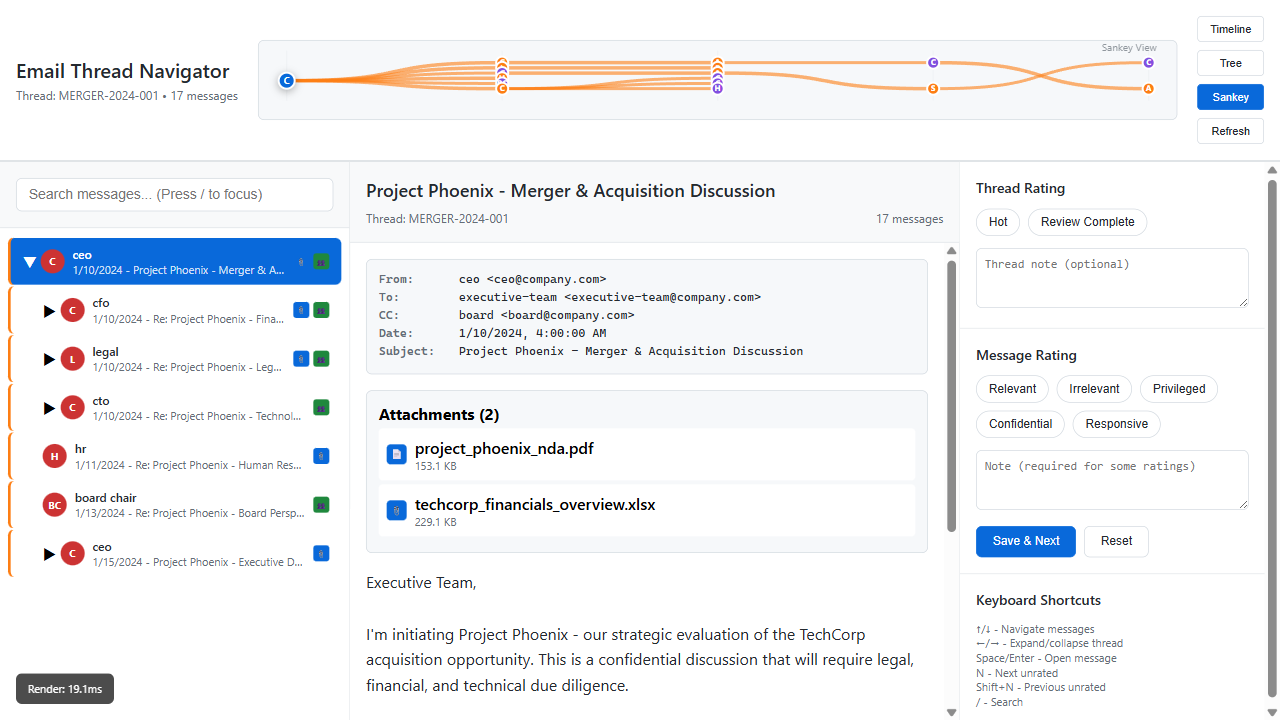 Email Thread Navigator
Thread: MERGER-2024-001 • 17 messages
Sankey View
C
C
H
C
S
C
A
Timeline
Tree
Sankey
Refresh
Search messages... (Press / to focus)
C
ceo
1/10/2024 - Project Phoenix - Merger & A...
C
cfo
1/10/2024 - Re: Project Phoenix - Fina...
L
legal
1/10/2024 - Re: Project Phoenix - Leg...
C
cto
1/10/2024 - Re: Project Phoenix - Technol...
H
hr
1/11/2024 - Re: Project Phoenix - Human Res...
BC
board chair
1/13/2024 - Re: Project Phoenix - Board Persp...
C
ceo
1/15/2024 - Project Phoenix - Executive D...
Render: 19.1ms
Project Phoenix - Merger & Acquisition Discussion
Thread: MERGER-2024-001
17 messages
From: ceo <ceo@company.com>
To: executive-team <executive-team@company.com>
CC: board <board@company.com>
Date: 1/10/2024, 4:00:00 AM
Subject: Project Phoenix - Merger & Acquisition Discussion
Attachments (2)
project_phoenix_nda.pdf
153.1 KB
techcorp_financials_overview.xlsx
229.1 KB
Executive Team,
I'm initiating Project Phoenix - our strategic evaluation of the TechCorp
acquisition opportunity. This is a confidential discussion that will require legal,
financial, and technical due diligence.
Thread Rating
Hot
Review Complete
Thread note (optional)
Message Rating
Relevant
Irrelevant
Privileged
Confidential
Responsive
Note (required for some ratings)
Save & Next
Reset
Keyboard Shortcuts
↑/↓ - Navigate messages
←/→ - Expand/collapse thread
Space/Enter - Open message
N - Next unrated
Shift+N - Previous unrated
/ - Search